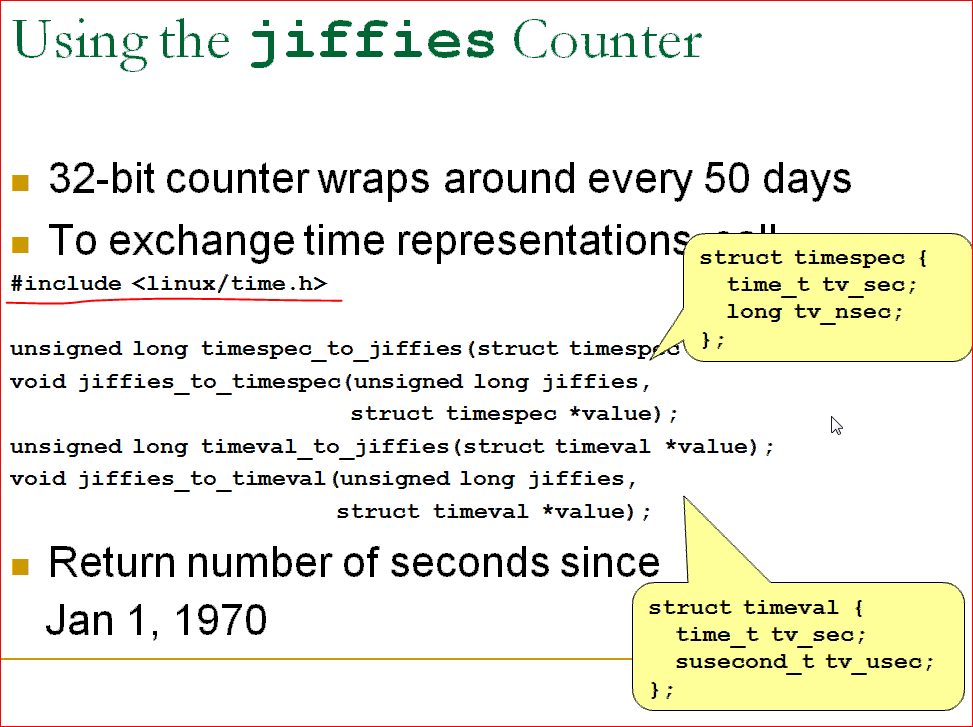 Using the jiffies Counter
32-bit counter wraps around every 50 days
To exchange time representations, call
#include <linux/time.h>
unsigned long timespec_to_jiffies(struct timespec
void jiffies_to_timespec(unsigned long jiffies,
struct timespec *value);
unsigned long timeval_to_jiffies(struct timeval *value);
void jiffies_to_timeval(unsigned long jiffies,
struct timeval *value);
Return number of seconds since
Jan 1, 1970
struct timespec {
time_t tv_sec;
long tv_nsec;
};
struct timeval {
time_t tv_sec;
susecond_t tv_usec;
};